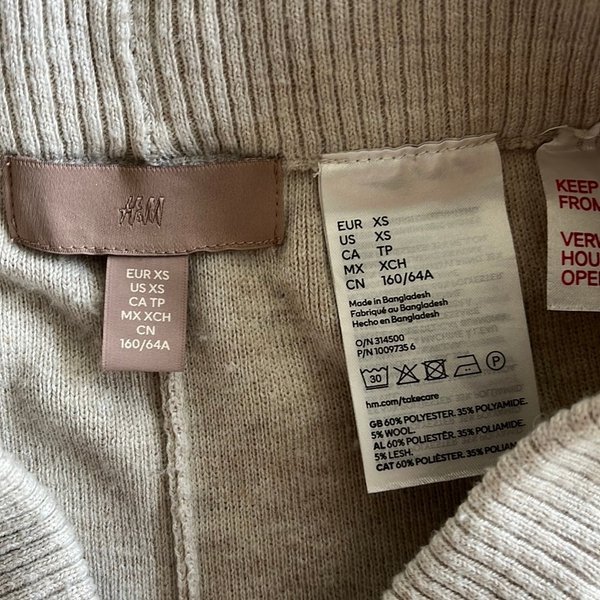 H&M
EUR XS
US XS
CA TP
MX XCH
CN
160/64A
EUR XS
US XS
CA TP
MX XCH
CN 160/64A
Made in Bangladesh
Fabriqué au Bangladesh
Hecho en Bangladesh
O/N 314500
P/N 1009735 6
30
P
hm.com/takecare
GB 60% POLYESTER. 35% POLYAMIDE.
5% WOOL.
AL 60% POLIESTËR. 35% POLIAMID.
5% LESH.
CAT 60% POLIÈSTER. 35% POLIAMIDA.
KEEP
FROM
VERW
HOU
OPEN